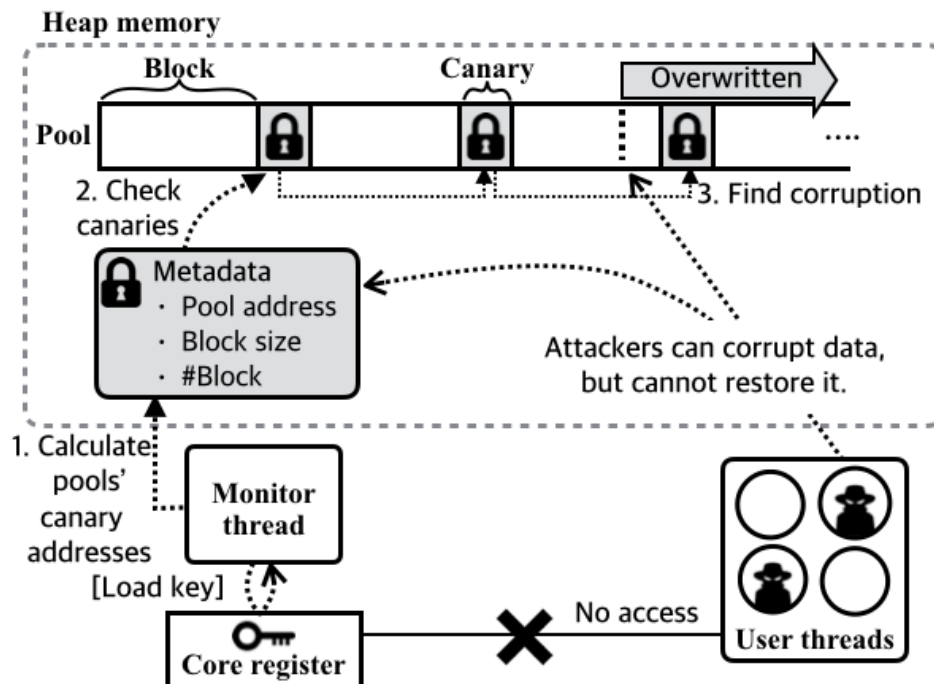 Heap memory
Block
Canary
Overwritten
Pool
....
2. Check
canaries
3. Find corruption
Metadata
· Pool address
· Block size
· #Block
Attackers can corrupt data,
but cannot restore it.
1. Calculate
pools’
canary
addresses
Monitor
thread
[Load key]
No access
Core register
User threads